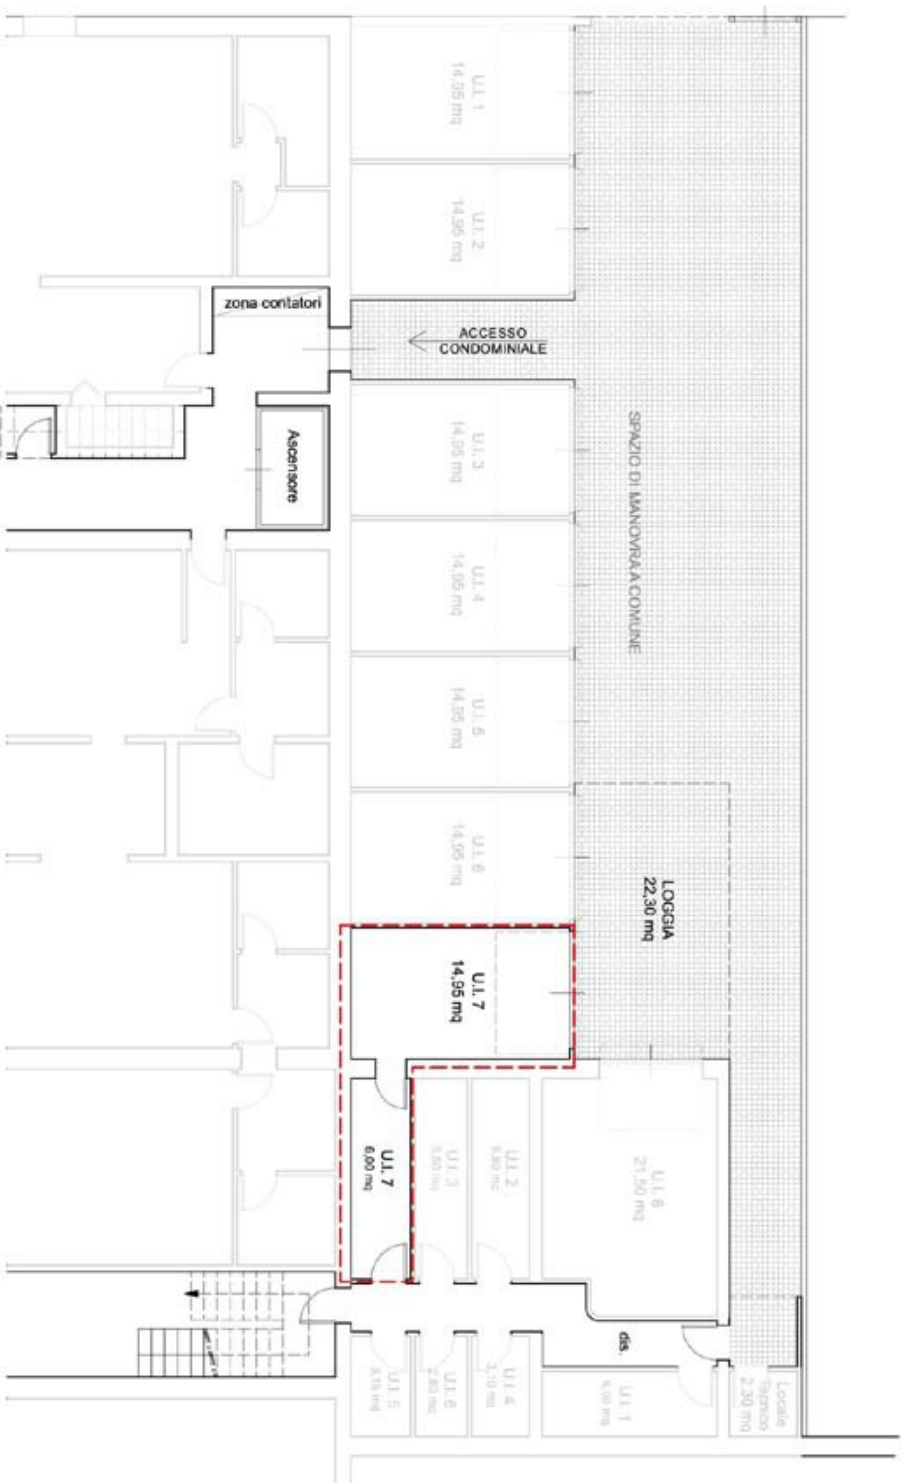 U.I. 1
14,95 mq
U.I. 2
14,95 mq
zona contatori
ACCESSO
CONDOMINIALE
Ascensore
U.I. 3
14,95 mq
SPAZIO DI MANOVRA A COMUNE
U.I. 4
14,95 mq
U.I. 5
14,95 mq
U.I. 6
14,95 mq
LOGGIA
22,30 mq
U.I. 7
14,95 mq
U.I. 7
6,00 mq
U.I. 3
U.I. 2
U.I. 8
21,50 mq
dis.
U.I. 5
3,15 mq
U.I. 6
U.I. 4
U.I. 1
Locale
Tecnico
2,30 mq